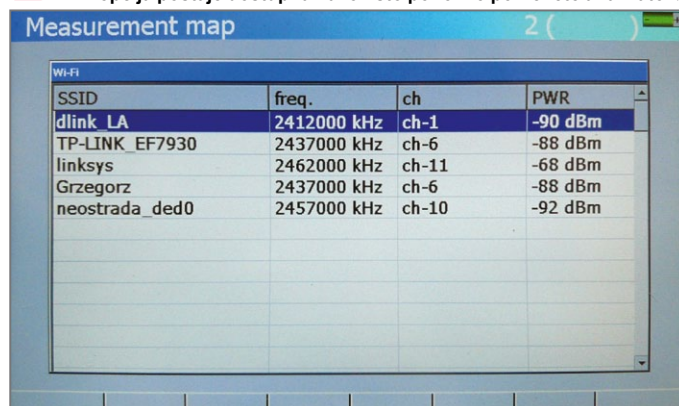 Measurement map 2 ( )
Wi-Fi
SSID freq. ch PWR
dlink_LA 2412000 kHz ch-1 -90 dBm
TP-LINK_EF7930 2437000 kHz ch-6 -88 dBm
linksys 2462000 kHz ch-11 -68 dBm
Grzegorz 2437000 kHz ch-6 -88 dBm
neostrada_ded0 2457000 kHz ch-10 -92 dBm